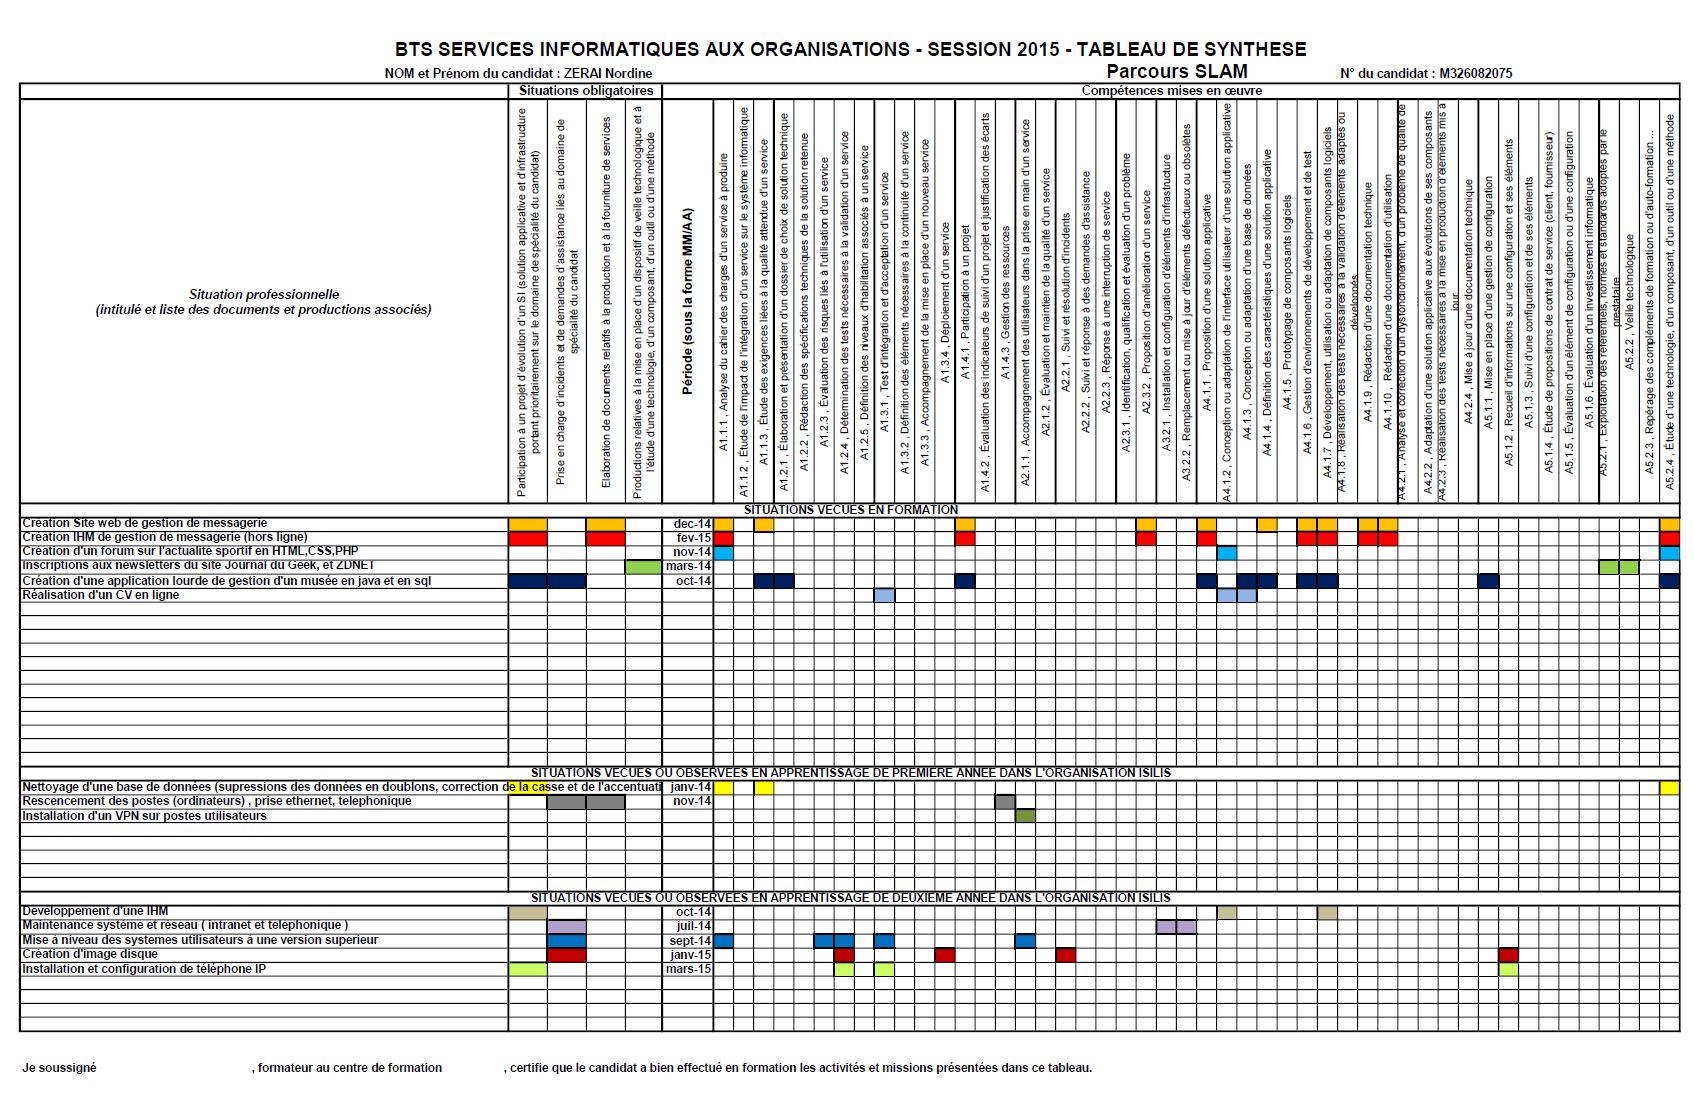 BTS SERVICES INFORMATIQUES AUX ORGANISATIONS - SESSION 2015 - TABLEAU DE SYNTHESE
NOM et Prénom du candidat : ZERAI Nordine
Parcours SLAM
N° du candidat : M326082075
Situations obligatoires
Compétences mises en œuvre
Situation professionnelle
(intitulé et liste des documents et productions associés)
Participation à un projet d'évolution d'un SI (solution applicative et d'infrastructure
portant prioritairement sur le domaine de spécialité du candidat)
Prise en charge d'incidents et de demandes d'assistance liés au domaine de
spécialité du candidat
Elaboration de documents relatifs à la production et à la fourniture de services
Productions relatives à la mise en place d'un dispositif de veille technologique et à
l'étude d'une technologie, d'un composant, d'un outil ou d'une méthode
Période (sous la forme MM/AA)
A1.1.1 , Analyse du cahier des charges d'un service à produire
A1.1.2 , Étude de l'impact de l'intégration d'un service sur le système informatique
A1.1.3 , Étude des exigences liées à la qualité attendue d'un service
A1.2.1 , Élaboration et présentation d'un dossier de choix de solution technique
A1.2.2 , Rédaction des spécifications techniques de la solution retenue
A1.2.3 , Évaluation des risques liés à l'utilisation d'un service
A1.2.4 , Détermination des tests nécessaires à la validation d'un service
A1.2.5 , Définition des niveaux d'habilitation associés à un service
A1.3.1 , Test d'intégration et d'acceptation d'un service
A1.3.2 , Définition des éléments nécessaires à la continuité d'un service
A1.3.3 , Accompagnement de la mise en place d'un nouveau service
A1.3.4 , Déploiement d'un service
A1.4.1 , Participation à un projet
A1.4.2 , Évaluation des indicateurs de suivi d'un projet et justification des écarts
A1.4.3 , Gestion des ressources
A2.1.1 , Accompagnement des utilisateurs dans la prise en main d'un service
A2.1.2 , Évaluation et maintien de la qualité d'un service
A2.2.1 , Suivi et résolution d'incidents
A2.2.2 , Suivi et réponse à des demandes d'assistance
A2.2.3 , Réponse à une interruption de service
A2.3.1 , Identification, qualification et évaluation d'un problème
A2.3.2 , Proposition d'amélioration d'un service
A3.2.1 , Installation et configuration d'éléments d'infrastructure
A3.2.2 , Remplacement ou mise à jour d'éléments défectueux ou obsolètes
A4.1.1 , Proposition d'une solution applicative
A4.1.2 , Conception ou adaptation de l'interface utilisateur d'une solution applicative
A4.1.3 , Conception ou adaptation d'une base de données
A4.1.4 , Définition des caractéristiques d'une solution applicative
A4.1.5 , Prototypage de composants logiciels
A4.1.6 , Gestion d'environnements de développement et de test
A4.1.7 , Développement, utilisation ou adaptation de composants logiciels
A4.1.8 , Réalisation des tests nécessaires à la validation d'éléments adaptés ou
développés
A4.1.9 , Rédaction d'une documentation technique
A4.1.10 , Rédaction d'une documentation d'utilisation
A4.2.1 , Analyse et correction d'un dysfonctionnement, d'un problème de qualité de
A4.2.2 , Adaptation d'une solution applicative aux évolutions de ses composants
A4.2.3 , Réalisation des tests nécessaires à la mise en production d'éléments mis à
jour
A4.2.4 , Mise à jour d'une documentation technique
A5.1.1 , Mise en place d'une gestion de configuration
A5.1.2 , Recueil d'informations sur une configuration et ses éléments
A5.1.3 , Suivi d'une configuration et de ses éléments
A5.1.4 , Étude de propositions de contrat de service (client, fournisseur)
A5.1.5 , Évaluation d'un élément de configuration ou d'une configuration
A5.1.6 , Évaluation d'un investissement informatique
A5.2.1 , Exploitation des référentiels, normes et standards adoptés par le
prestataire
A5.2.2 , Veille technologique
A5.2.3 , Repérage des compléments de formation ou d'auto-formation ...
A5.2.4 , Étude d'une technologie, d'un composant, d'un outil ou d'une méthode
SITUATIONS VECUES EN FORMATION
Création Site web de gestion de messagerie dec-14
Création IHM de gestion de messagerie (hors ligne) fev-15
Création d'un forum sur l'actualité sportif en HTML,CSS,PHP nov-14
Inscriptions aux newsletters du site Journal du Geek, et ZDNET mars-14
Création d'une application lourde de gestion d'un musée en java et en sql oct-14
Réalisation d'un CV en ligne
SITUATIONS VECUES OU OBSERVEES EN APPRENTISSAGE DE PREMIERE ANNEE DANS L'ORGANISATION ISILIS
Nettoyage d'une base de données (supressions des données en doublons, correction de la casse et de l'accentuati janv-14
Rescencement des postes (ordinateurs) , prise ethernet, telephonique nov-14
Installation d'un VPN sur postes utilisateurs
SITUATIONS VECUES OU OBSERVEES EN APPRENTISSAGE DE DEUXIEME ANNEE DANS L'ORGANISATION ISILIS
Developpement d'une IHM oct-14
Maintenance systeme et reseau ( intranet et telephonique ) juil-14
Mise à niveau des systemes utilisateurs à une version superieur sept-14
Création d'image disque janv-15
Installation et configuration de téléphone IP mars-15
Je soussigné , formateur au centre de formation , certifie que le candidat a bien effectué en formation les activités et missions présentées dans ce tableau.